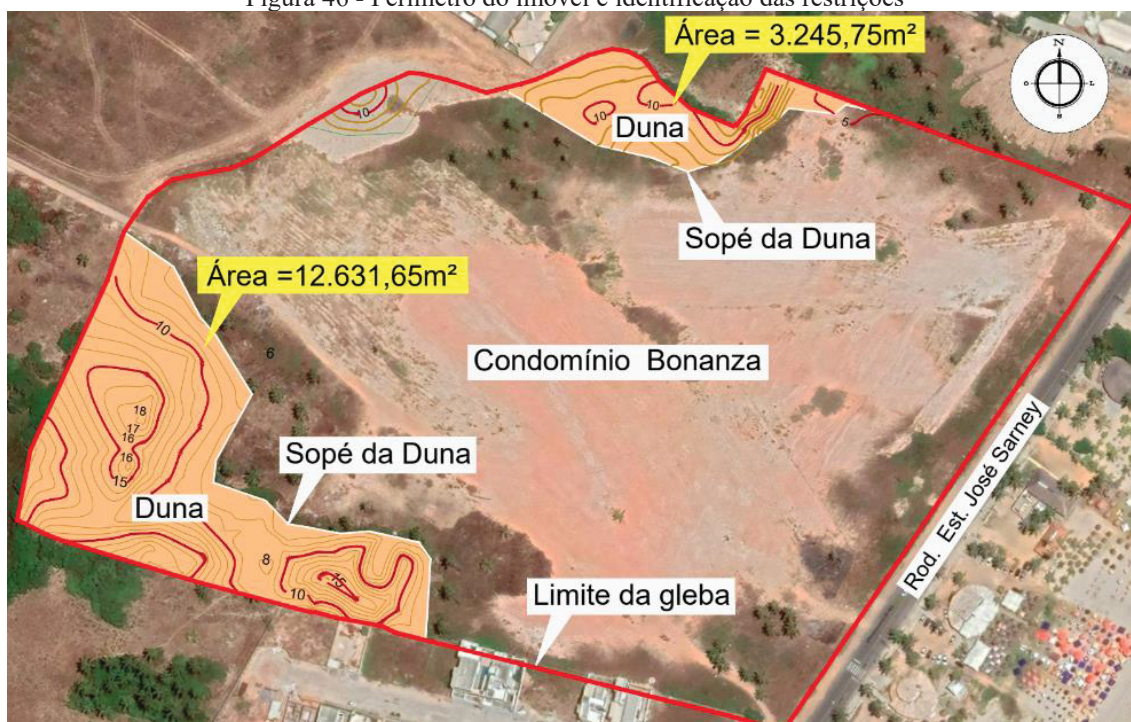 Figura 46 - Perímetro do imóvel e identificação das restrições
Área = 3.245,75m²
N
O
L
S
10
10
10
Duna
5
Sopé da Duna
Área =12.631,65m²
10
6
Condomínio Bonanza
18
17
16
16
15
Sopé da Duna
Duna
8
15
10
Limite da gleba
Rod. Est. José Sarney